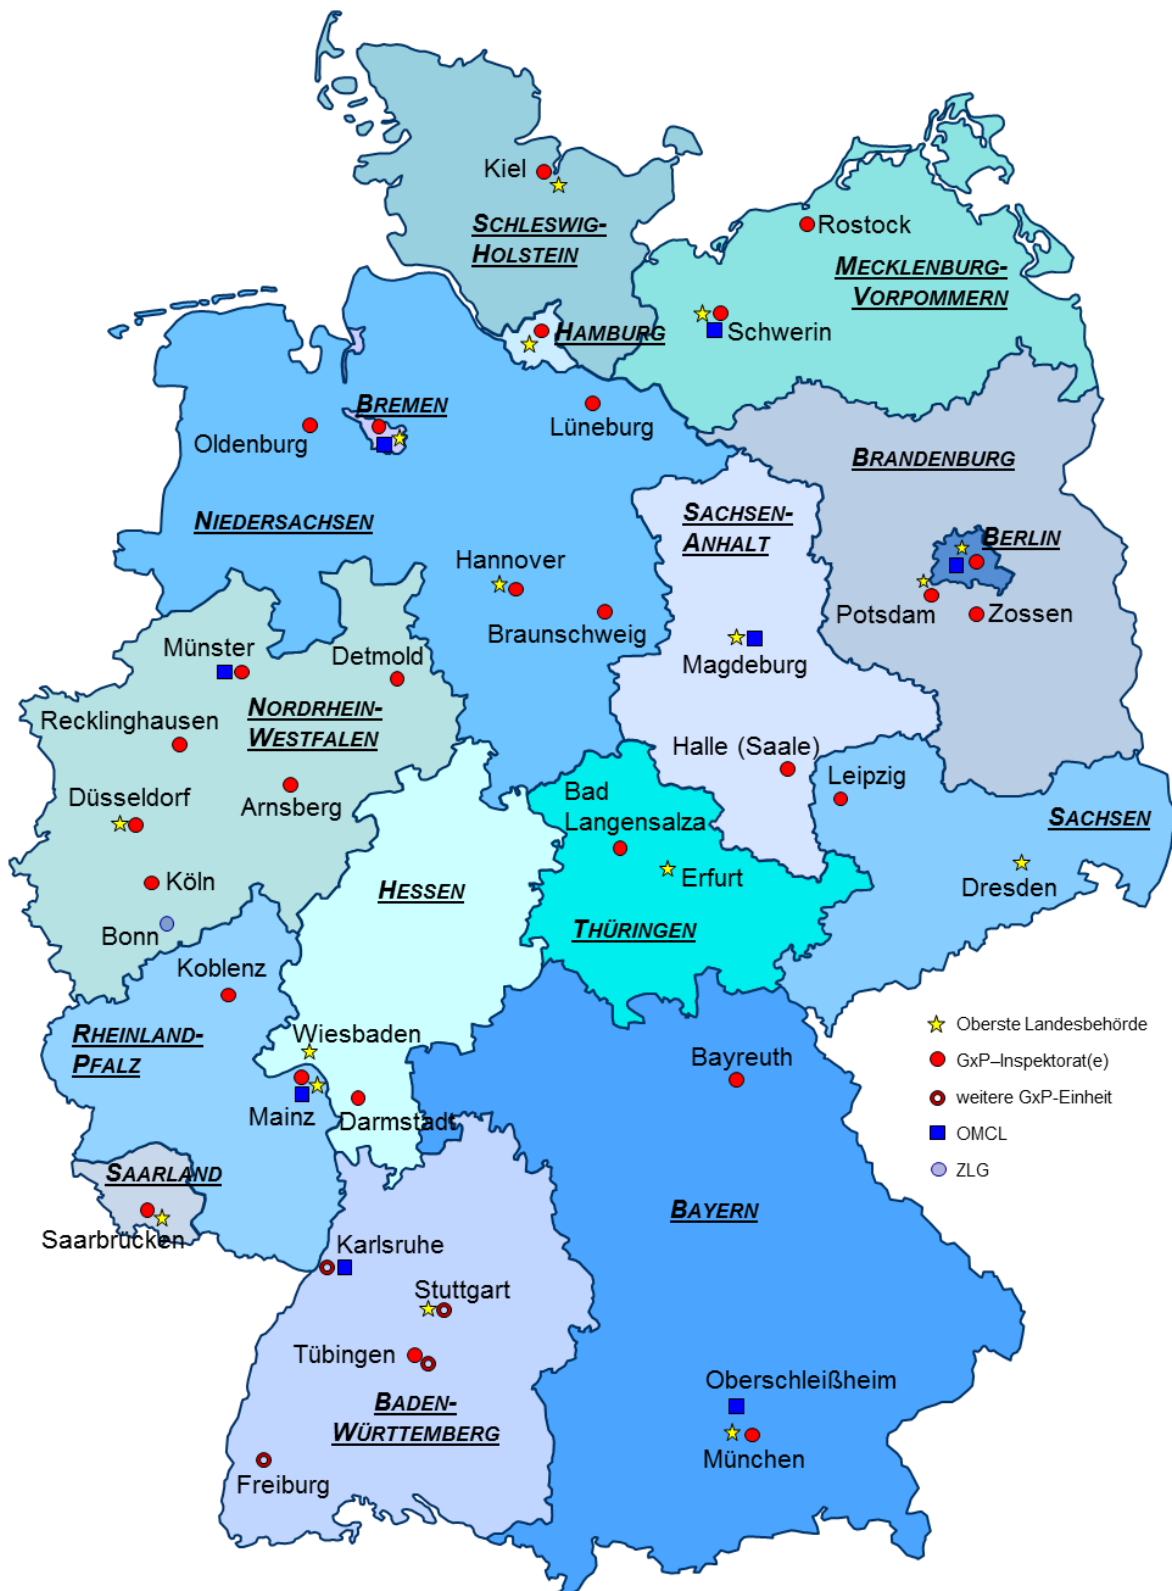 Kiel
SCHLESWIG-
HOLSTEIN
Rostock
MECKLENBURG-
VORPOMMERN
Schwerin
HAMBURG
BREMEN
Lüneburg
Oldenburg
BRANDENBURG
NIEDERSACHSEN
SACHSEN-
ANHALT
BERLIN
Hannover
Potsdam
Zossen
Braunschweig
Münster
Detmold
Magdeburg
Recklinghausen
NORDRHEIN-
WESTFALEN
Halle (Saale)
Leipzig
Düsseldorf
Arnsberg
Bad
Langensalza
SACHSEN
Köln
HESSEN
Erfurt
Dresden
Bonn
THÜRINGEN
Koblenz
RHEINLAND-
PFALZ
Wiesbaden
Bayreuth
Mainz
Darmstadt
Oberste Landesbehörde
GxP–Inspektorat(e)
weitere GxP-Einheit
OMCL
ZLG
SAARLAND
Saarbrücken
BAYERN
Karlsruhe
Stuttgart
Tübingen
BADEN-
WÜRTTEMBERG
Oberschleißheim
München
Freiburg